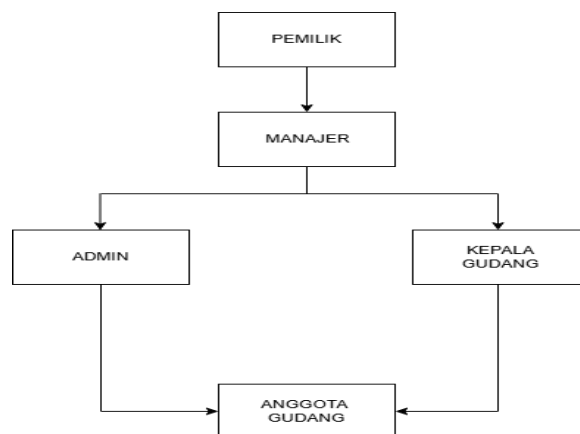 PEMILIK
MANAJER
ADMIN
KEPALA
GUDANG
ANGGOTA
GUDANG